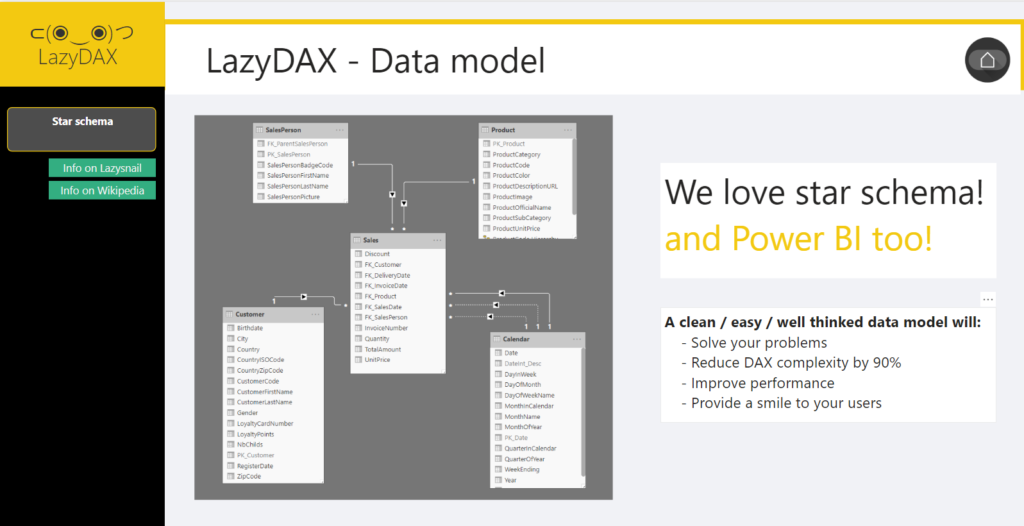 ⊂(◉‿◉)つ
LazyDAX
LazyDAX - Data model
Star schema
Info on Lazysnail
Info on Wikipedia
SalesPerson
FK_ParentSalesPerson
PK_SalesPerson
SalesPersonBadgeCode
SalesPersonFirstName
SalesPersonLastName
SalesPersonPicture
1
Product
PK_Product
ProductCategory
ProductCode
ProductColor
ProductDescriptionURL
ProductImage
ProductOfficialName
ProductSubCategory
ProductUnitPrice
1
*
*
Sales
Discount
FK_Customer
FK_DeliveryDate
FK_InvoiceDate
FK_Product
FK_SalesDate
FK_SalesPerson
InvoiceNumber
Quantity
TotalAmount
UnitPrice
1
*
*
*
*
1
1
1
Customer
Birthdate
City
Country
CountryISOCode
CountryZipCode
CustomerCode
CustomerFirstName
CustomerLastName
Gender
LoyaltyCardNumber
LoyaltyPoints
NbChilds
PK_Customer
RegisterDate
ZipCode
Calendar
Date
DateInt_Desc
DayInWeek
DayOfMonth
DayOfWeekName
MonthInCalendar
MonthName
MonthOfYear
PK_Date
QuarterInCalendar
QuarterOfYear
WeekEnding
Year
We love star schema!
and Power BI too!
A clean / easy / well thinked data model will:
- Solve your problems
- Reduce DAX complexity by 90%
- Improve performance
- Provide a smile to your users